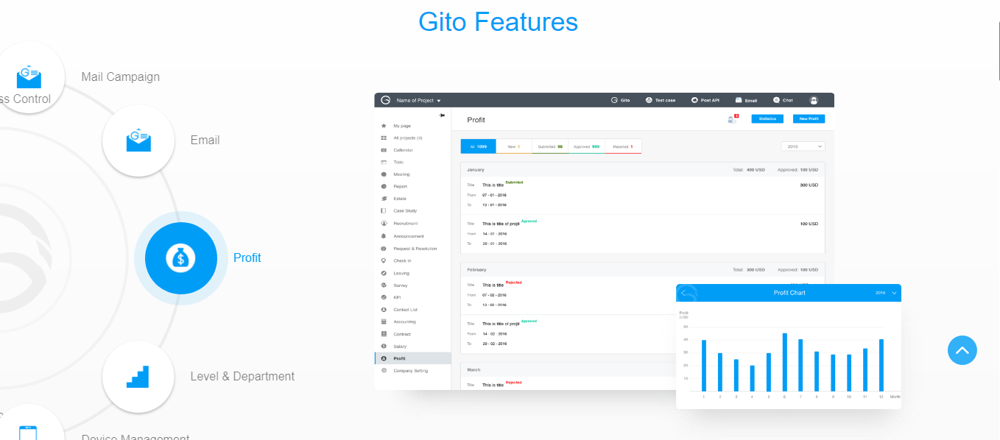 Gito Features
Mail Campaign
ss Control
Email
Profit
Level & Department
Device Management
Name of Project
Gito
Test case
Post API
Email
Chat
My page
All projects (4)
Callendar
Todo
Meeting
Report
Estate
Case Study
Recruitment
Announcement
Request & Resolution
Check in
Leaving
Survey
KPI
Contact List
Accounting
Contract
Salary
Profit
Company Setting
Profit
3
Statistics
New Profit
All 1099
New 1
Submitted 98
Approved 999
Rejected 1
2016
January
Total: 400 USD
Approved: 100 USD
Title This is title Submited
300 USD
From 07 - 01 - 2016
To 13 - 01 - 2016
Title This is title of projit Aproved
100 USD
From 14 - 01 - 2016
To 20 - 01 - 2016
February
Total: 300 USD
Approved: 100 USD
Title This is title Rejected
From 07 - 02 - 2016
To 13 - 02 - 2016
Title This is title of projit Aproved
From 14 - 02 - 2016
To 20 - 02 - 2016
March
Title This is title Rejected
Profit Chart
2016
Profit
5K
4K
3K
2K
1K
1 2 3 4 5 6 7 8 9 10 11 12 Month